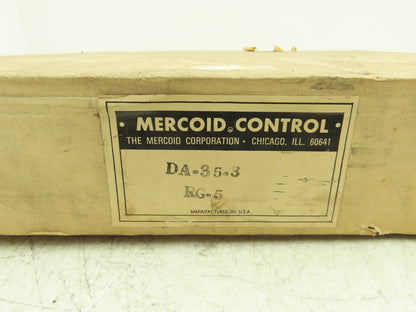 • MERCOID® CONTROL •
THE MERCOID CORPORATION • CHICAGO, ILL. 60641
DA-35-3
RG-5
MANUFACTURED IN U.S.A.